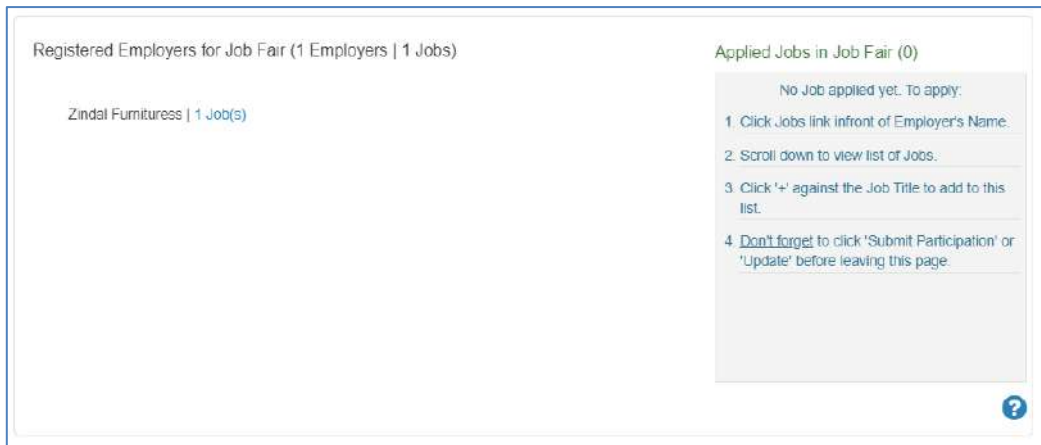 Registered Employers for Job Fair (1 Employers | 1 Jobs)
Zindal Furnituress | 1 Job(s)
Applied Jobs in Job Fair (0)
No Job applied yet. To apply:
1. Click Jobs link infront of Employer's Name.
2. Scroll down to view list of Jobs.
3. Click '+' against the Job Title to add to this
list.
4. Don't forget to click 'Submit Participation' or
'Update' before leaving this page.
?